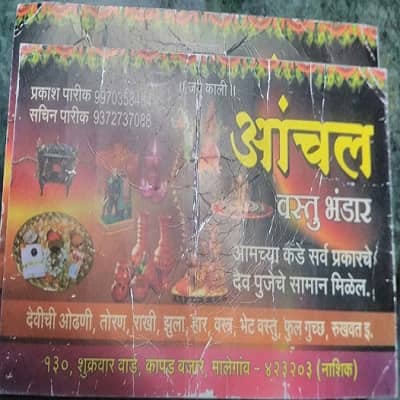 ॥ जय काली ॥
प्रकाश पारीक
सचिन पारीक 9372737088
आंचल
वस्तु भंडार
आमच्या कडे सर्व प्रकारचे
देव पुजेचे सामान मिळेल.
देवीची ओढणी, तोरण, राखी, झुला, हार, वस्त्र, भेट वस्तु, फुल गुच्छ, रुखवत इ.
१३०, शुक्रवार वार्ड, कापड बजार, मालेगांव - ४२३२०३ (नाशिक)